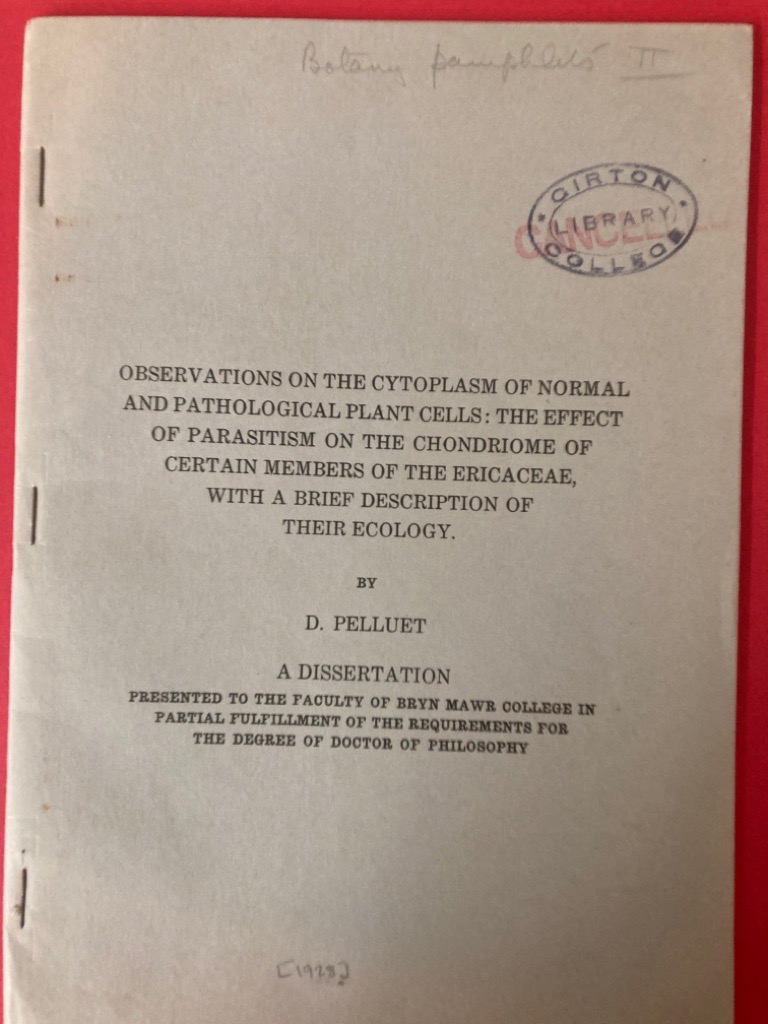 Botany pamphlets II
GIRTON
LIBRARY
COLLEGE
CANCELLED
OBSERVATIONS ON THE CYTOPLASM OF NORMAL
AND PATHOLOGICAL PLANT CELLS: THE EFFECT
OF PARASITISM ON THE CHONDRIOME OF
CERTAIN MEMBERS OF THE ERICACEAE,
WITH A BRIEF DESCRIPTION OF
THEIR ECOLOGY.
BY
D. PELLUET
A DISSERTATION
PRESENTED TO THE FACULTY OF BRYN MAWR COLLEGE IN
PARTIAL FULFILLMENT OF THE REQUIREMENTS FOR
THE DEGREE OF DOCTOR OF PHILOSOPHY
[1928]